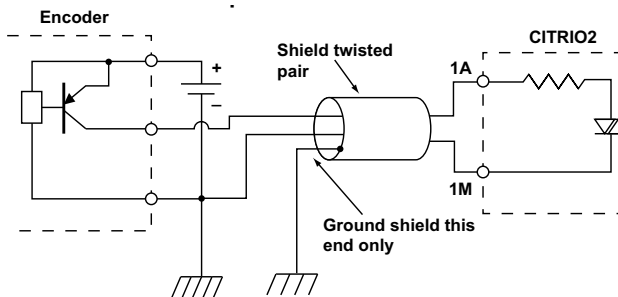 Encoder
CITRIO2
Shield twisted
pair
1A
+
–
1M
Ground shield this
end only